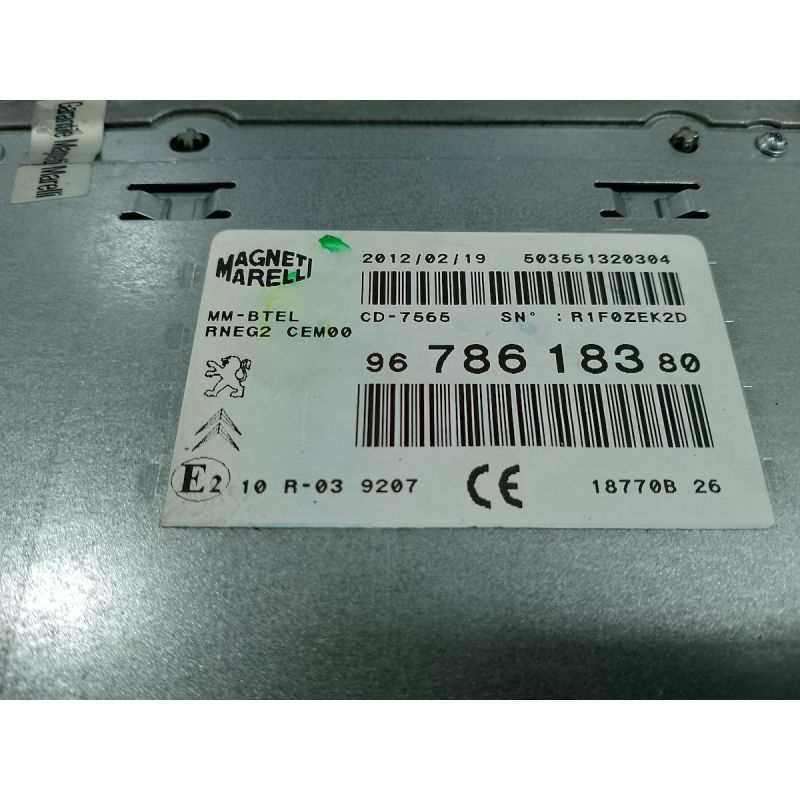 Garantie Magneti Marelli
MAGNETI
MARELLI
2012/02/19 503551320304
MM-BTEL CD-7565 SN° : R1F0ZEK2D
RNEG2 CEM00
96 786 183 80
E2 10 R-03 9207 CE 18770B 26